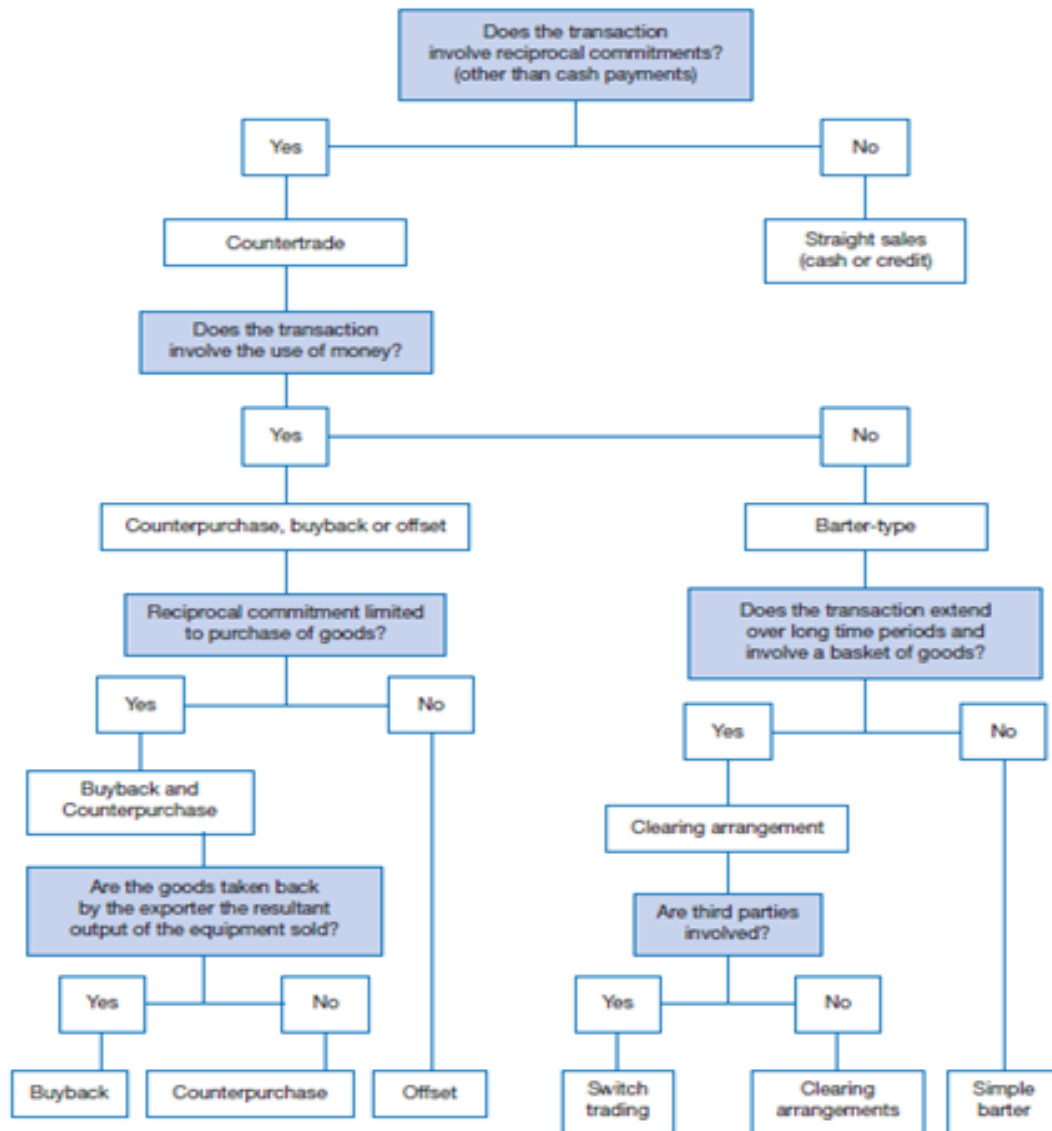 Does the transaction
involve reciprocal commitments?
(other than cash payments)
Yes
No
Countertrade
Straight sales
(cash or credit)
Does the transaction
involve the use of money?
Yes
No
Counterpurchase, buyback or offset
Barter-type
Reciprocal commitment limited
to purchase of goods?
Does the transaction extend
over long time periods and
involve a basket of goods?
Yes
No
Yes
No
Buyback and
Counterpurchase
Clearing arrangement
Are the goods taken back
by the exporter the resultant
output of the equipment sold?
Are third parties
involved?
Yes
No
Yes
No
Buyback
Counterpurchase
Offset
Switch
trading
Clearing
arrangements
Simple
barter